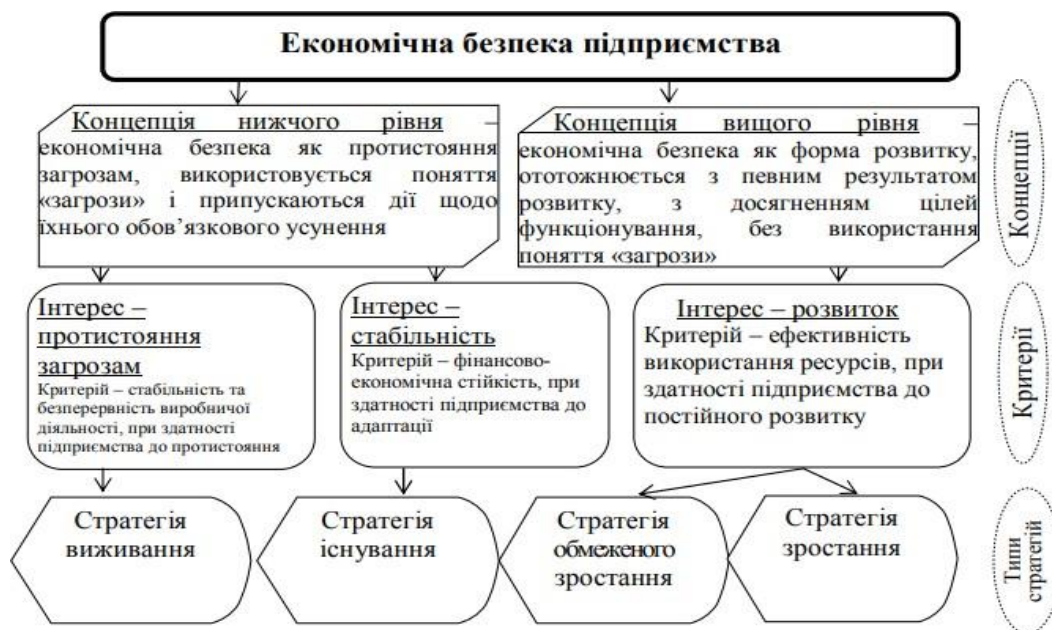 Економічна безпека підприємства
Концепція нижчого рівня –
економічна безпека як протистояння
загрозам, використовується поняття
«загрози» і припускаються дії щодо
їхнього обов’язкового усунення
Концепція вищого рівня –
економічна безпека як форма розвитку,
ототожнюється з певним результатом
розвитку, з досягненням цілей
функціонування, без використання
поняття «загрози»
Концепції
Інтерес –
протистояння
загрозам
Критерій – стабільність та
безперервність виробничої
діяльності, при здатності
підприємства до протистояння
Інтерес –
стабільність
Критерій – фінансово-
економічна стійкість, при
здатності підприємства до
адаптації
Інтерес – розвиток
Критерій – ефективність
використання ресурсів, при
здатності підприємства до
постійного розвитку
Критерії
Стратегія
виживання
Стратегія
існування
Стратегія
обмеженого
зростання
Стратегія
зростання
Типи
стратегій